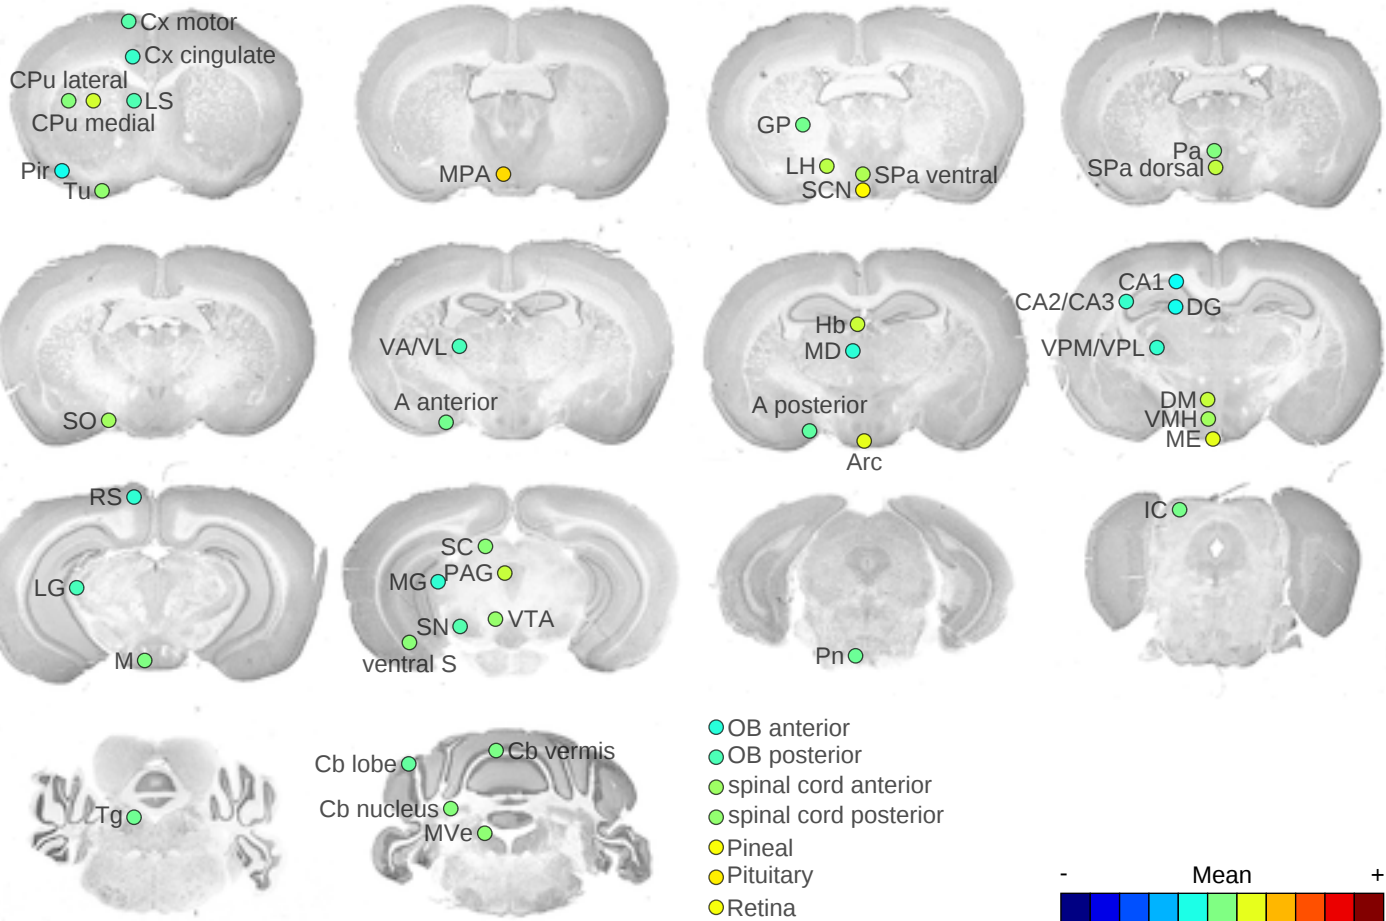 Cx motor
Cx cingulate
CPu lateral
LS
CPu medial
Pir
Tu
MPA
GP
LH
SPa ventral
SCN
Pa
SPa dorsal
SO
VA/VL
A anterior
Hb
MD
A posterior
Arc
CA1
CA2/CA3
DG
VPM/VPL
DM
VMH
ME
RS
LG
M
SC
MG
PAG
SN
VTA
ventral S
Pn
IC
Tg
Cb lobe
Cb vermis
Cb nucleus
MVe
OB anterior
OB posterior
spinal cord anterior
spinal cord posterior
Pineal
Pituitary
Retina
- Mean +